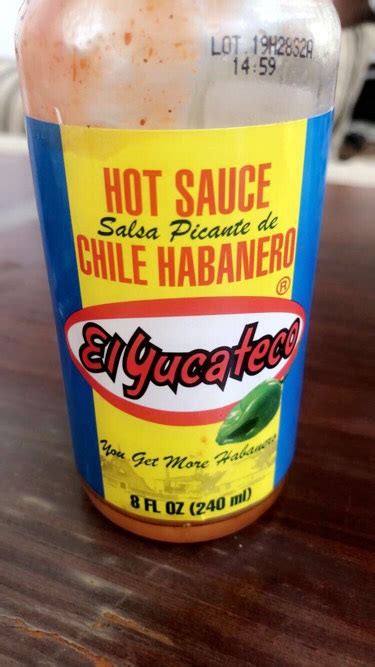 LOT. 19H28S2A
14:59
HOT SAUCE
Salsa Picante de
CHILE HABANERO
®
El Yucateco
You Get More Habanero
8 FL OZ (240 ml)